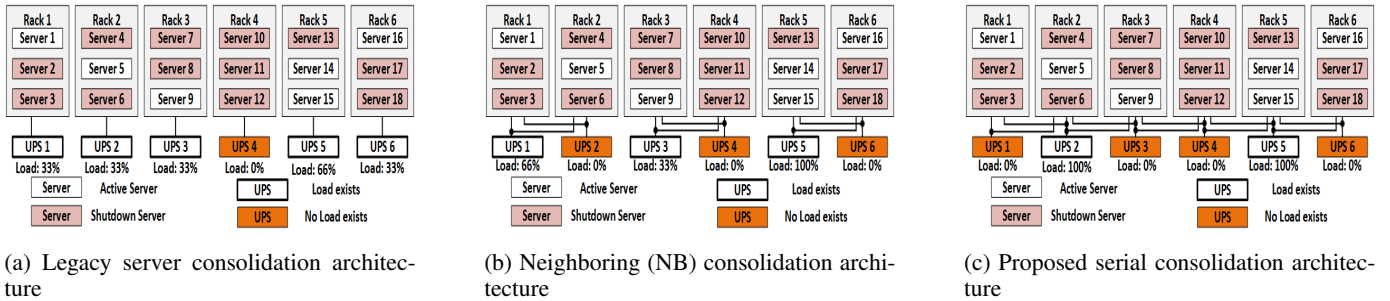 Rack 1 Rack 2 Rack 3 Rack 4 Rack 5 Rack 6
Server 1 Server 4 Server 7 Server 10 Server 13 Server 16
Server 2 Server 5 Server 8 Server 11 Server 14 Server 17
Server 3 Server 6 Server 9 Server 12 Server 15 Server 18
UPS 1 UPS 2 UPS 3 UPS 4 UPS 5 UPS 6
Load: 33% Load: 33% Load: 33% Load: 0% Load: 66% Load: 33%
Server Active Server UPS Load exists
Server Shutdown Server UPS No Load exists
(a) Legacy server consolidation architec-
ture
Rack 1 Rack 2 Rack 3 Rack 4 Rack 5 Rack 6
Server 1 Server 4 Server 7 Server 10 Server 13 Server 16
Server 2 Server 5 Server 8 Server 11 Server 14 Server 17
Server 3 Server 6 Server 9 Server 12 Server 15 Server 18
UPS 1 UPS 2 UPS 3 UPS 4 UPS 5 UPS 6
Load: 66% Load: 0% Load: 33% Load: 0% Load: 100% Load: 0%
Server Active Server UPS Load exists
Server Shutdown Server UPS No Load exists
(b) Neighboring (NB) consolidation archi-
tecture
Rack 1 Rack 2 Rack 3 Rack 4 Rack 5 Rack 6
Server 1 Server 4 Server 7 Server 10 Server 13 Server 16
Server 2 Server 5 Server 8 Server 11 Server 14 Server 17
Server 3 Server 6 Server 9 Server 12 Server 15 Server 18
UPS 1 UPS 2 UPS 3 UPS 4 UPS 5 UPS 6
Load: 0% Load: 100% Load: 0% Load: 0% Load: 100% Load: 0%
Server Active Server UPS Load exists
Server Shutdown Server UPS No Load exists
(c) Proposed serial consolidation architec-
ture